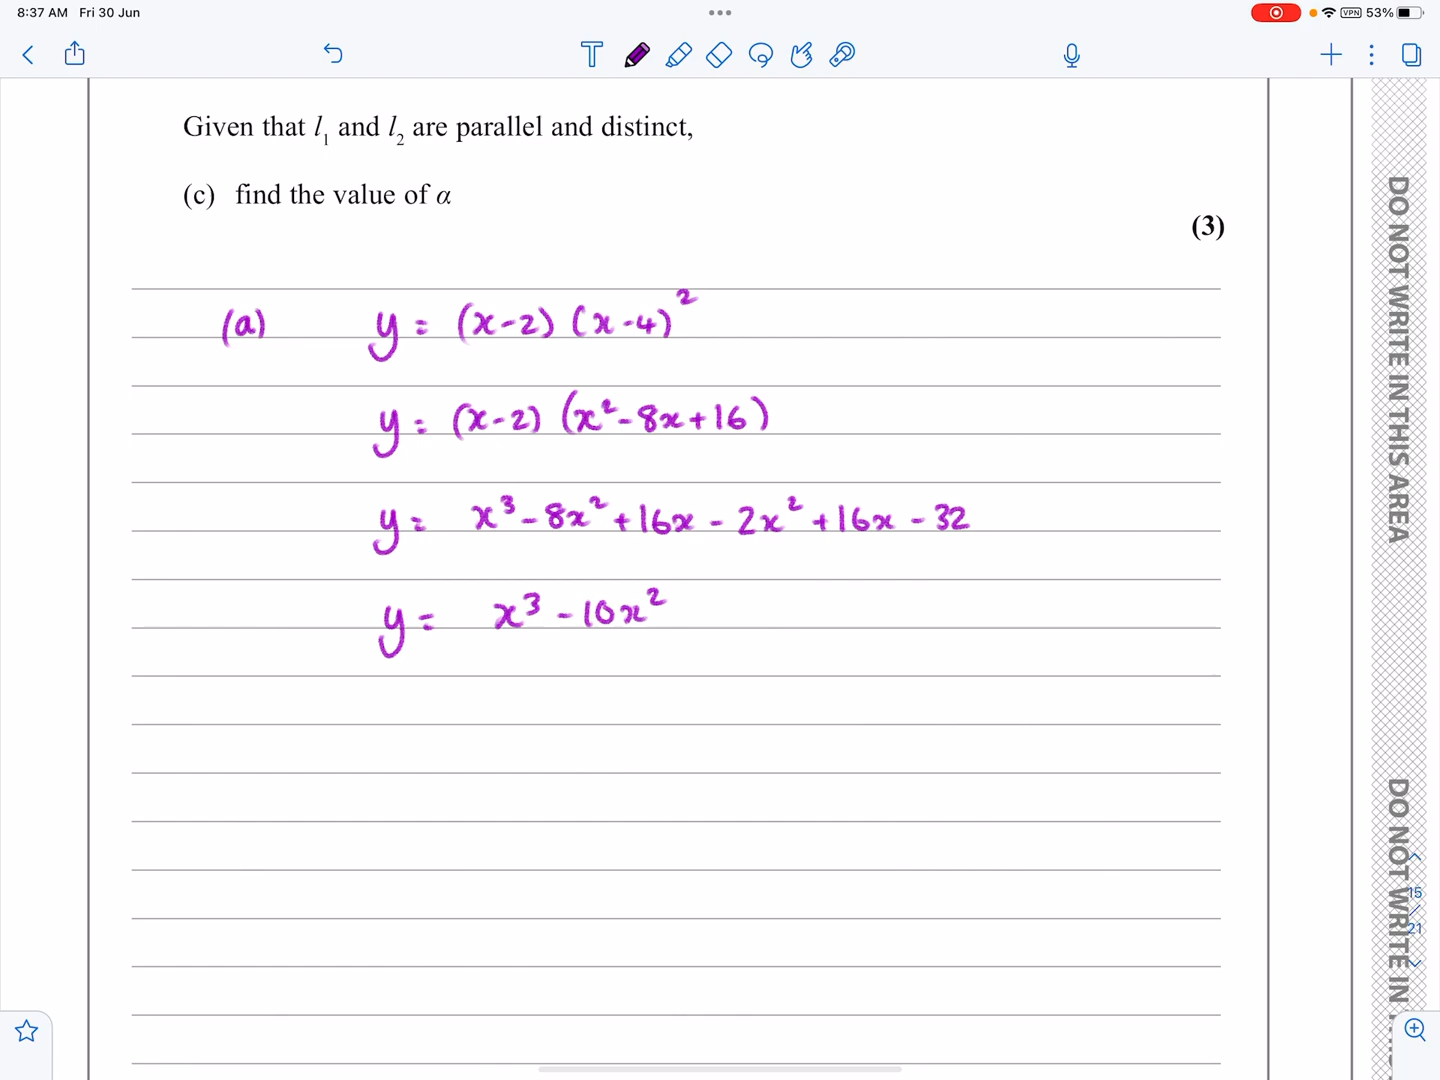 8:37 AM Fri 30 Jun
VPN 53%
T
Given that l₁ and l₂ are parallel and distinct,
(c) find the value of α
(3)
(a) y = (x-2) (x-4)²
y = (x-2) (x²-8x+16)
y = x³ - 8x² + 16x - 2x² + 16x - 32
y = x³ - 10x²
DO NOT WRITE IN THIS AREA
DO NOT WRITE IN
15
/
21